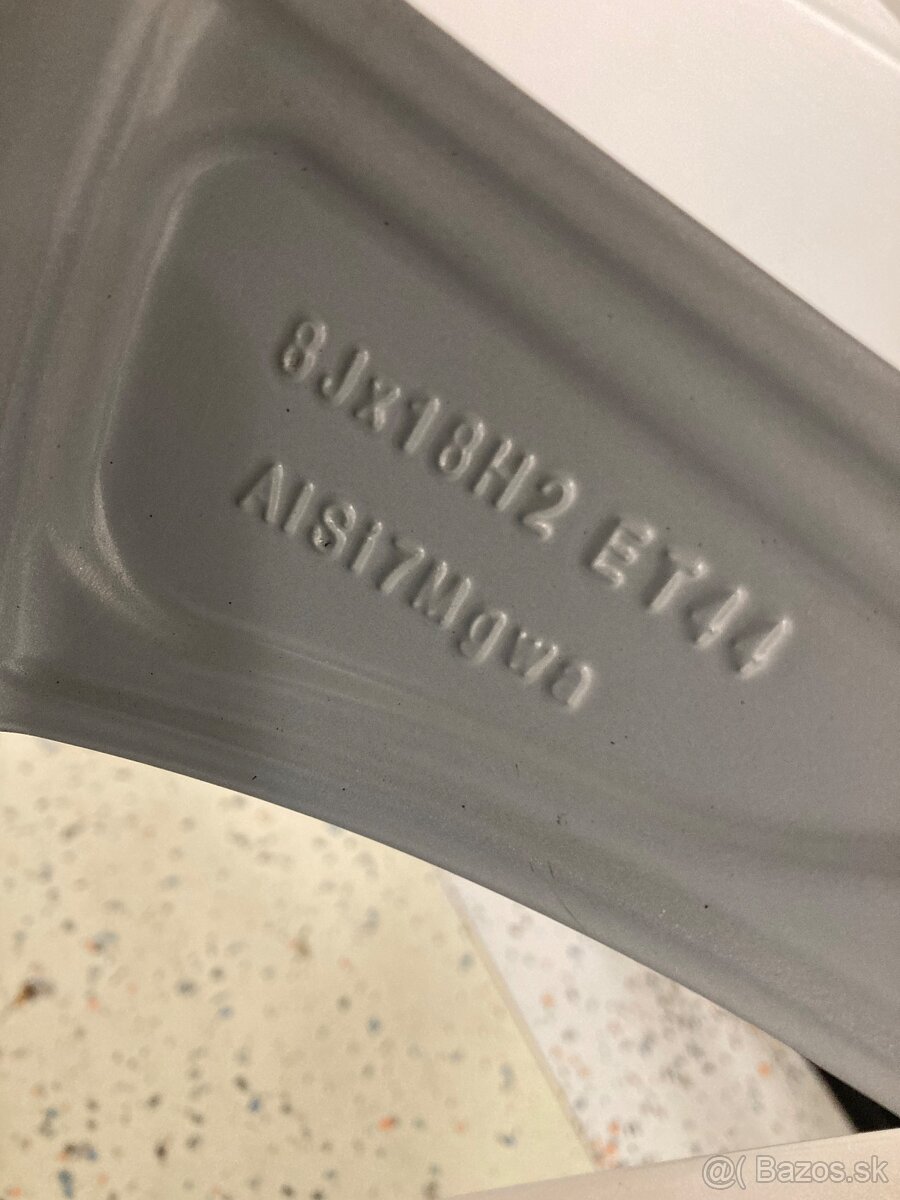 8Jx18H2 ET44
AlSi7Mgwa
@( Bazos.sk